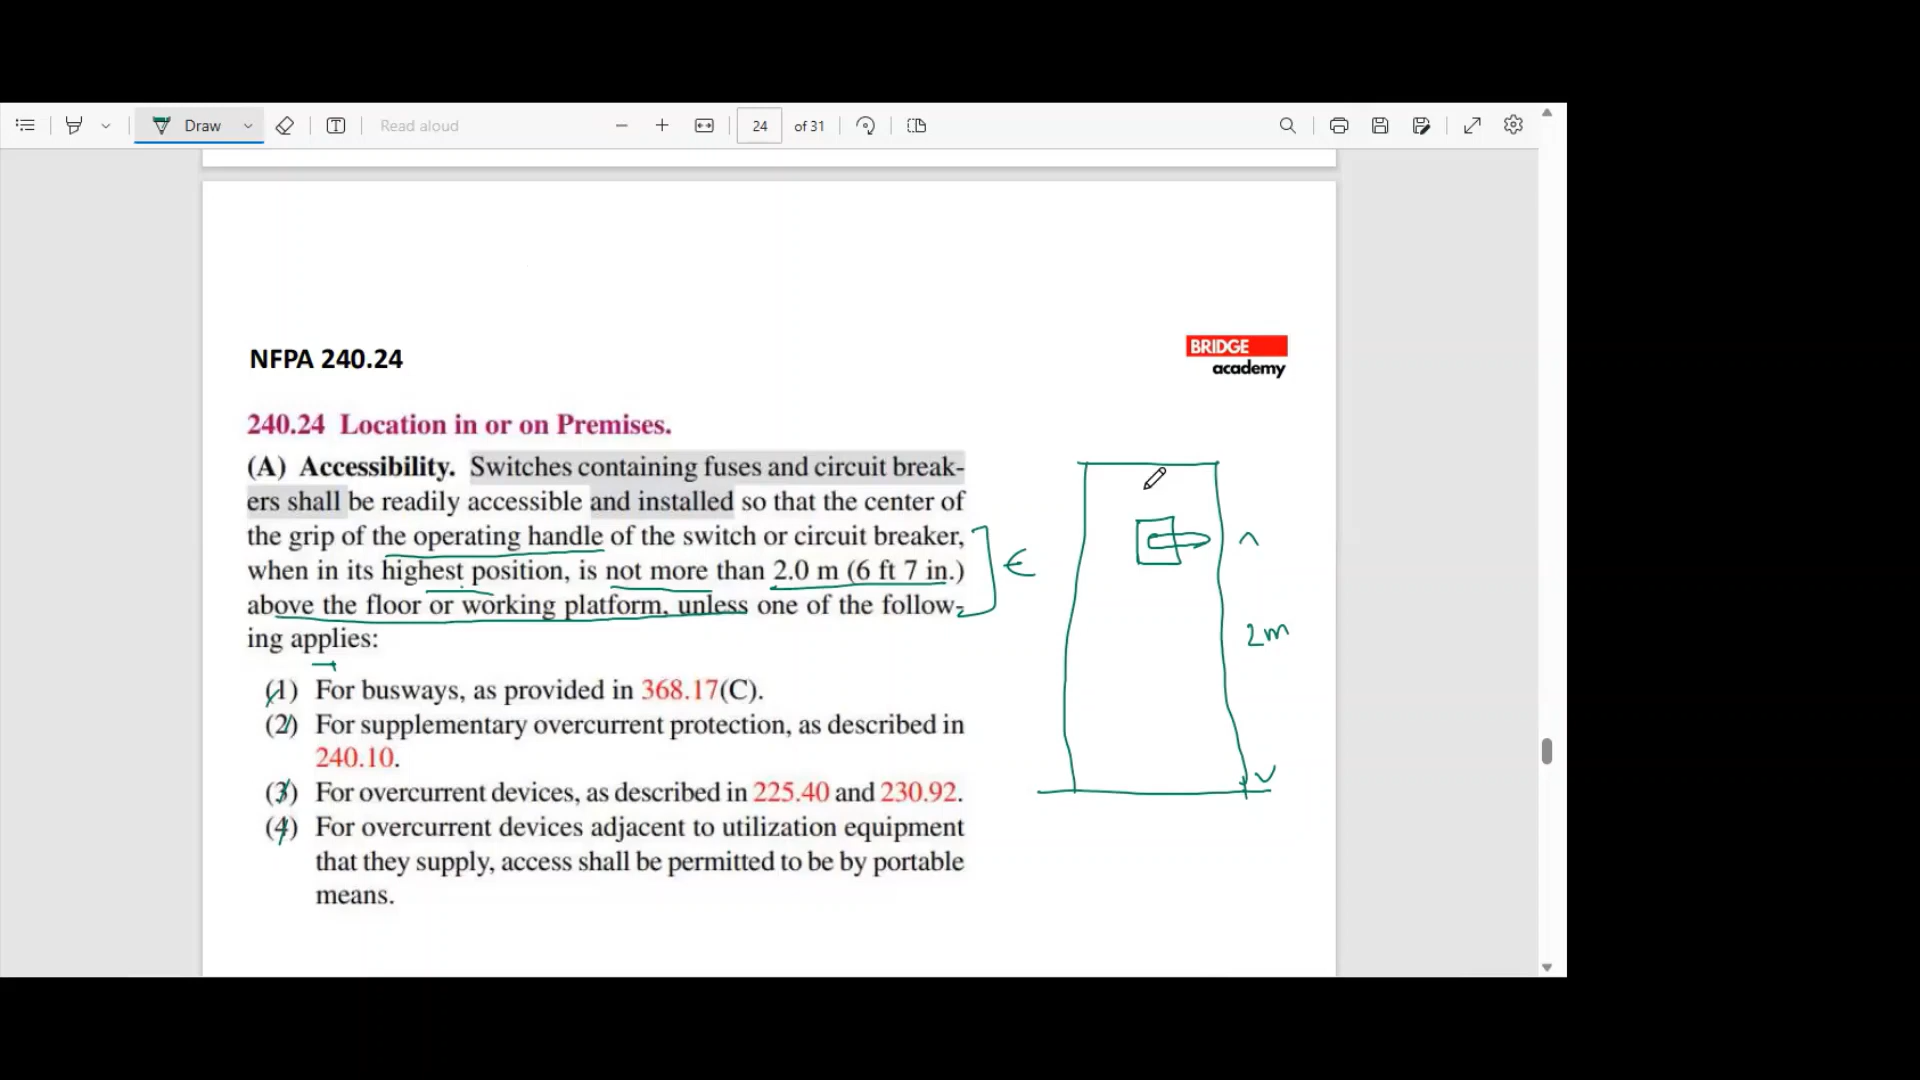 Draw
Read aloud
24 of 31
BRIDGE
academy
NFPA 240.24
240.24 Location in or on Premises.
(A) Accessibility. Switches containing fuses and circuit break-
ers shall be readily accessible and installed so that the center of
the grip of the operating handle of the switch or circuit breaker,
when in its highest position, is not more than 2.0 m (6 ft 7 in.)
above the floor or working platform, unless one of the follow-
ing applies:
(1) For busways, as provided in 368.17(C).
(2) For supplementary overcurrent protection, as described in
240.10.
(3) For overcurrent devices, as described in 225.40 and 230.92.
(4) For overcurrent devices adjacent to utilization equipment
that they supply, access shall be permitted to be by portable
means.
2m